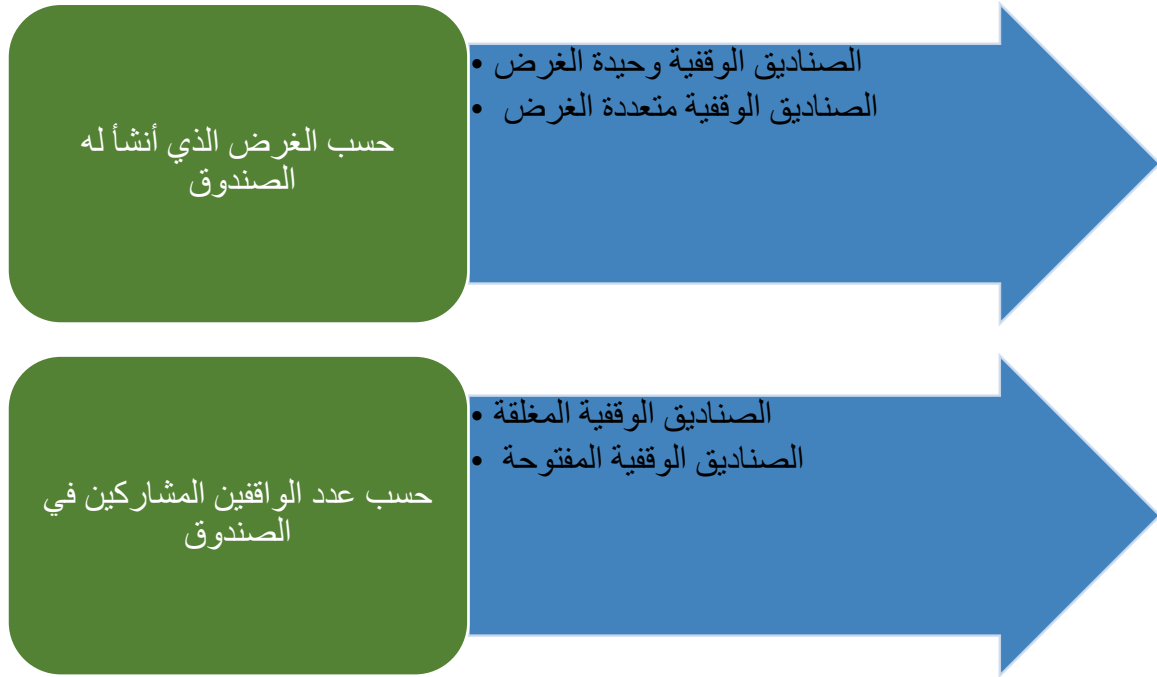 حسب الغرض الذي أنشأ له
الصندوق
• الصناديق الوقفية وحيدة الغرض
• الصناديق الوقفية متعددة الغرض
حسب عدد الواقفين المشاركين في
الصندوق
• الصناديق الوقفية المغلقة
• الصناديق الوقفية المفتوحة